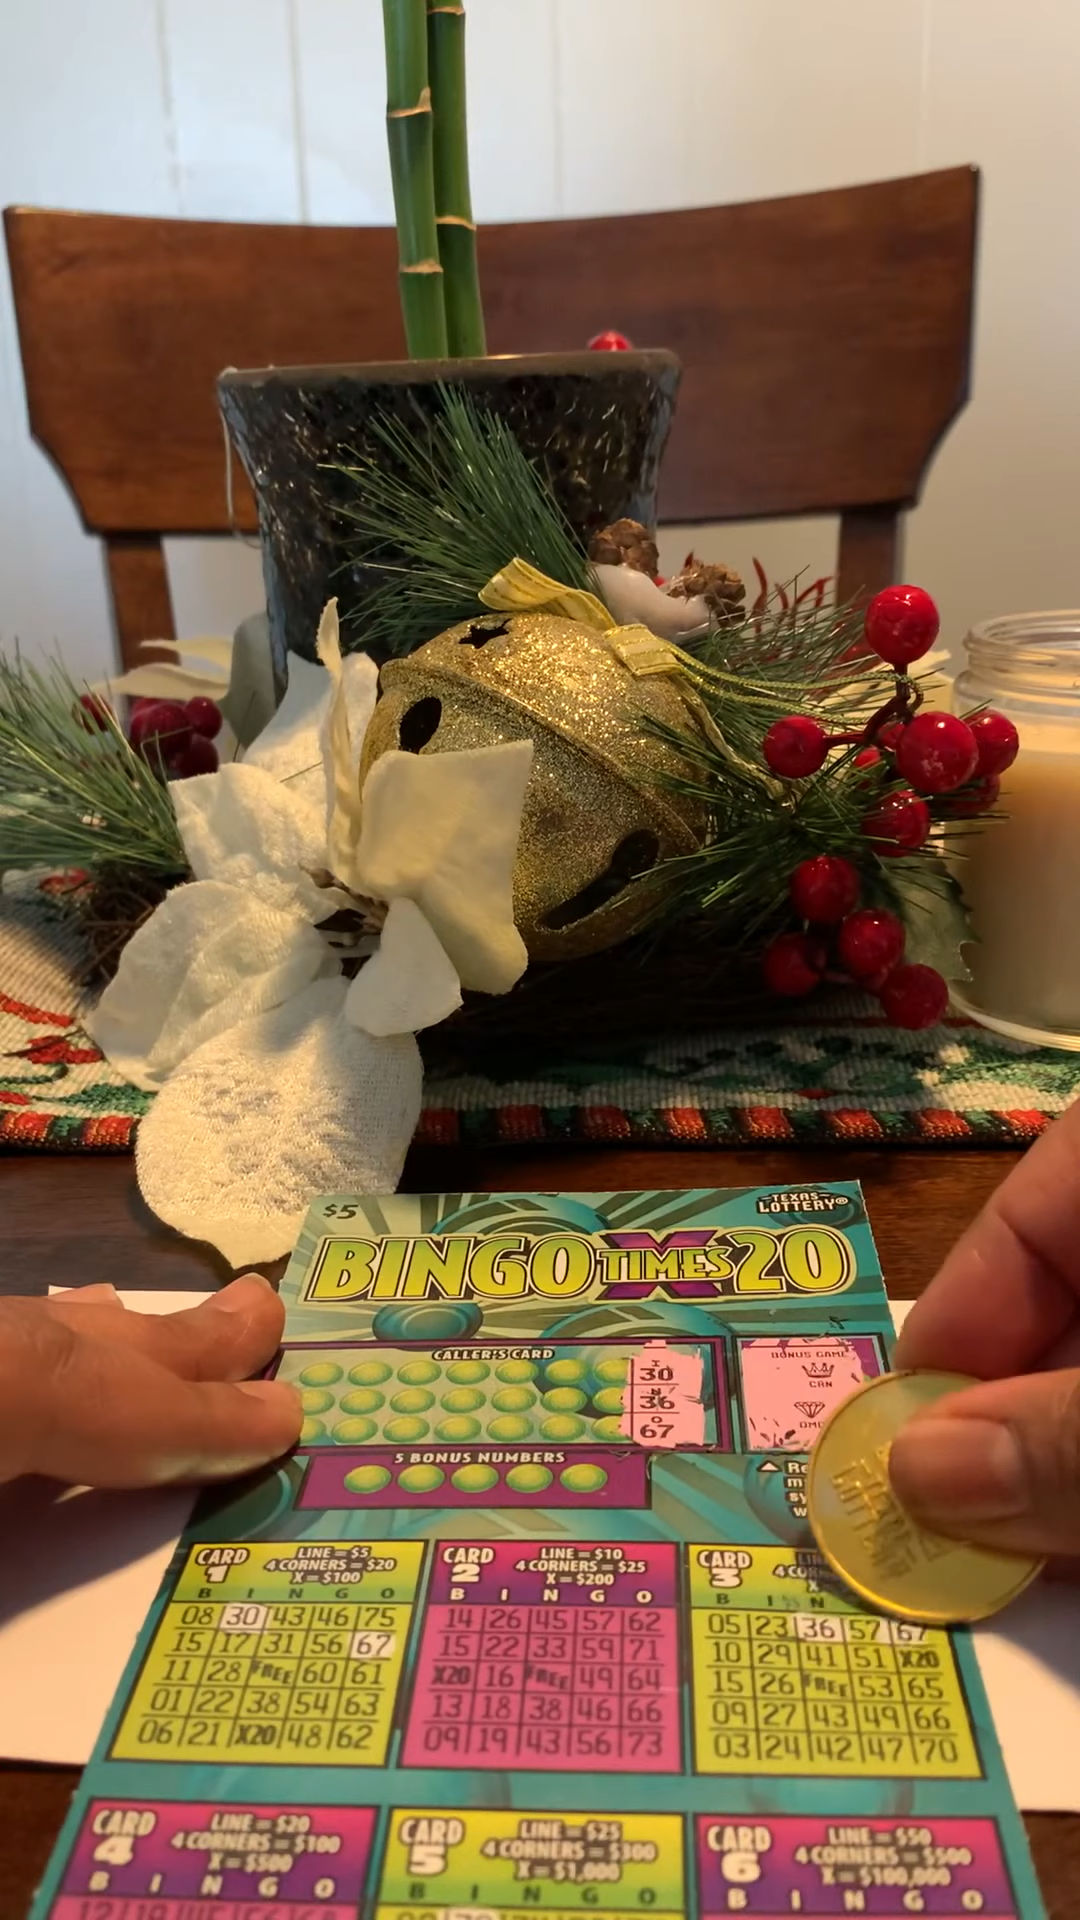 $5
TEXAS
LOTTERY®
BINGO TIMES 20
X
CALLER'S CARD
I
30
N
36
O
67
BONUS GAME
CRN
5 BONUS NUMBERS
CARD 1
LINE = $5
4 CORNERS = $20
X = $100
B I N G O
08 30 43 46 75
15 17 31 56 67
11 28 FREE 60 61
01 22 38 54 63
06 21 X20 48 62
CARD 2
LINE = $10
4 CORNERS = $25
X = $200
B I N G O
14 26 45 57 62
15 22 33 59 71
X20 16 FREE 49 64
13 18 38 46 66
09 19 43 56 73
CARD 3
B I N
05 23 36 57 67
10 29 41 51 X20
15 26 FREE 53 65
09 27 43 49 66
03 24 42 47 70
CARD 4
LINE = $20
4 CORNERS = $100
X = $500
B I N G O
CARD 5
LINE = $25
4 CORNERS = $300
X = $1,000
B I N G O
CARD 6
LINE = $50
4 CORNERS = $500
X = $100,000
B I N G O